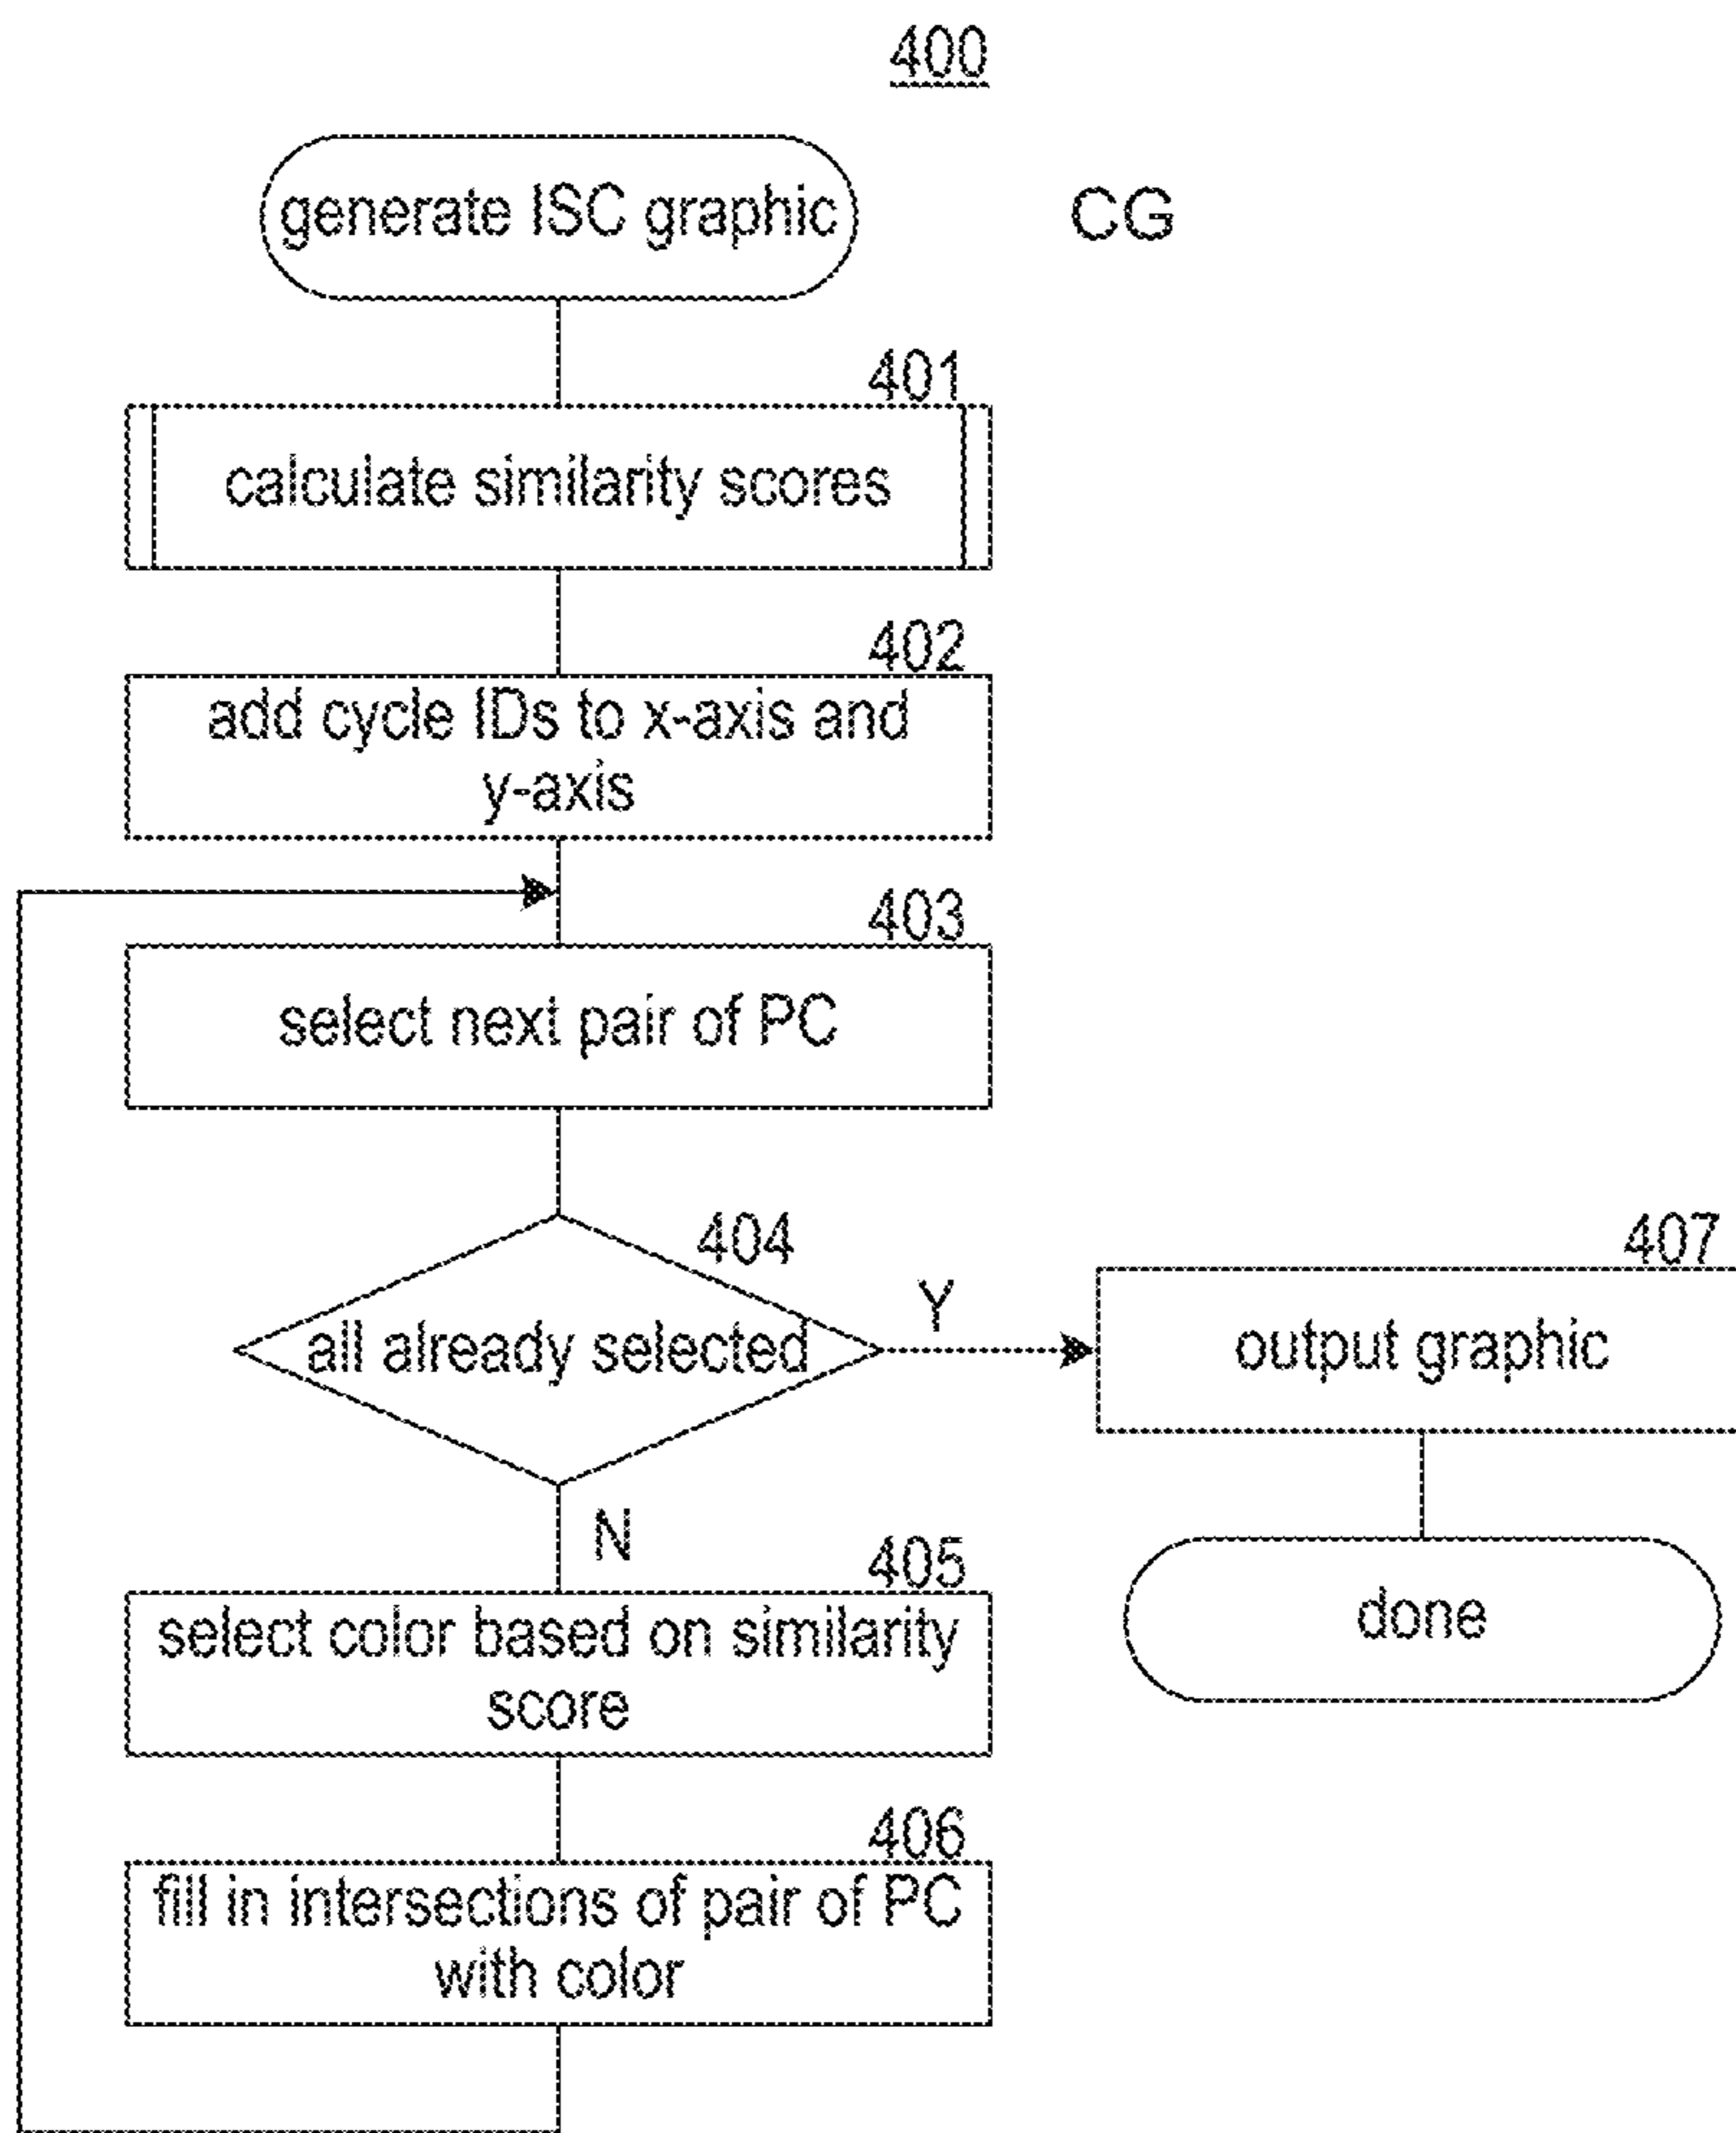 400
generate ISC graphic
CG
401
calculate similarity scores
402
add cycle IDs to x-axis and
y-axis
403
select next pair of PC
404
all already selected
Y
407
output graphic
done
N
405
select color based on similarity
score
406
fill in intersections of pair of PC
with color